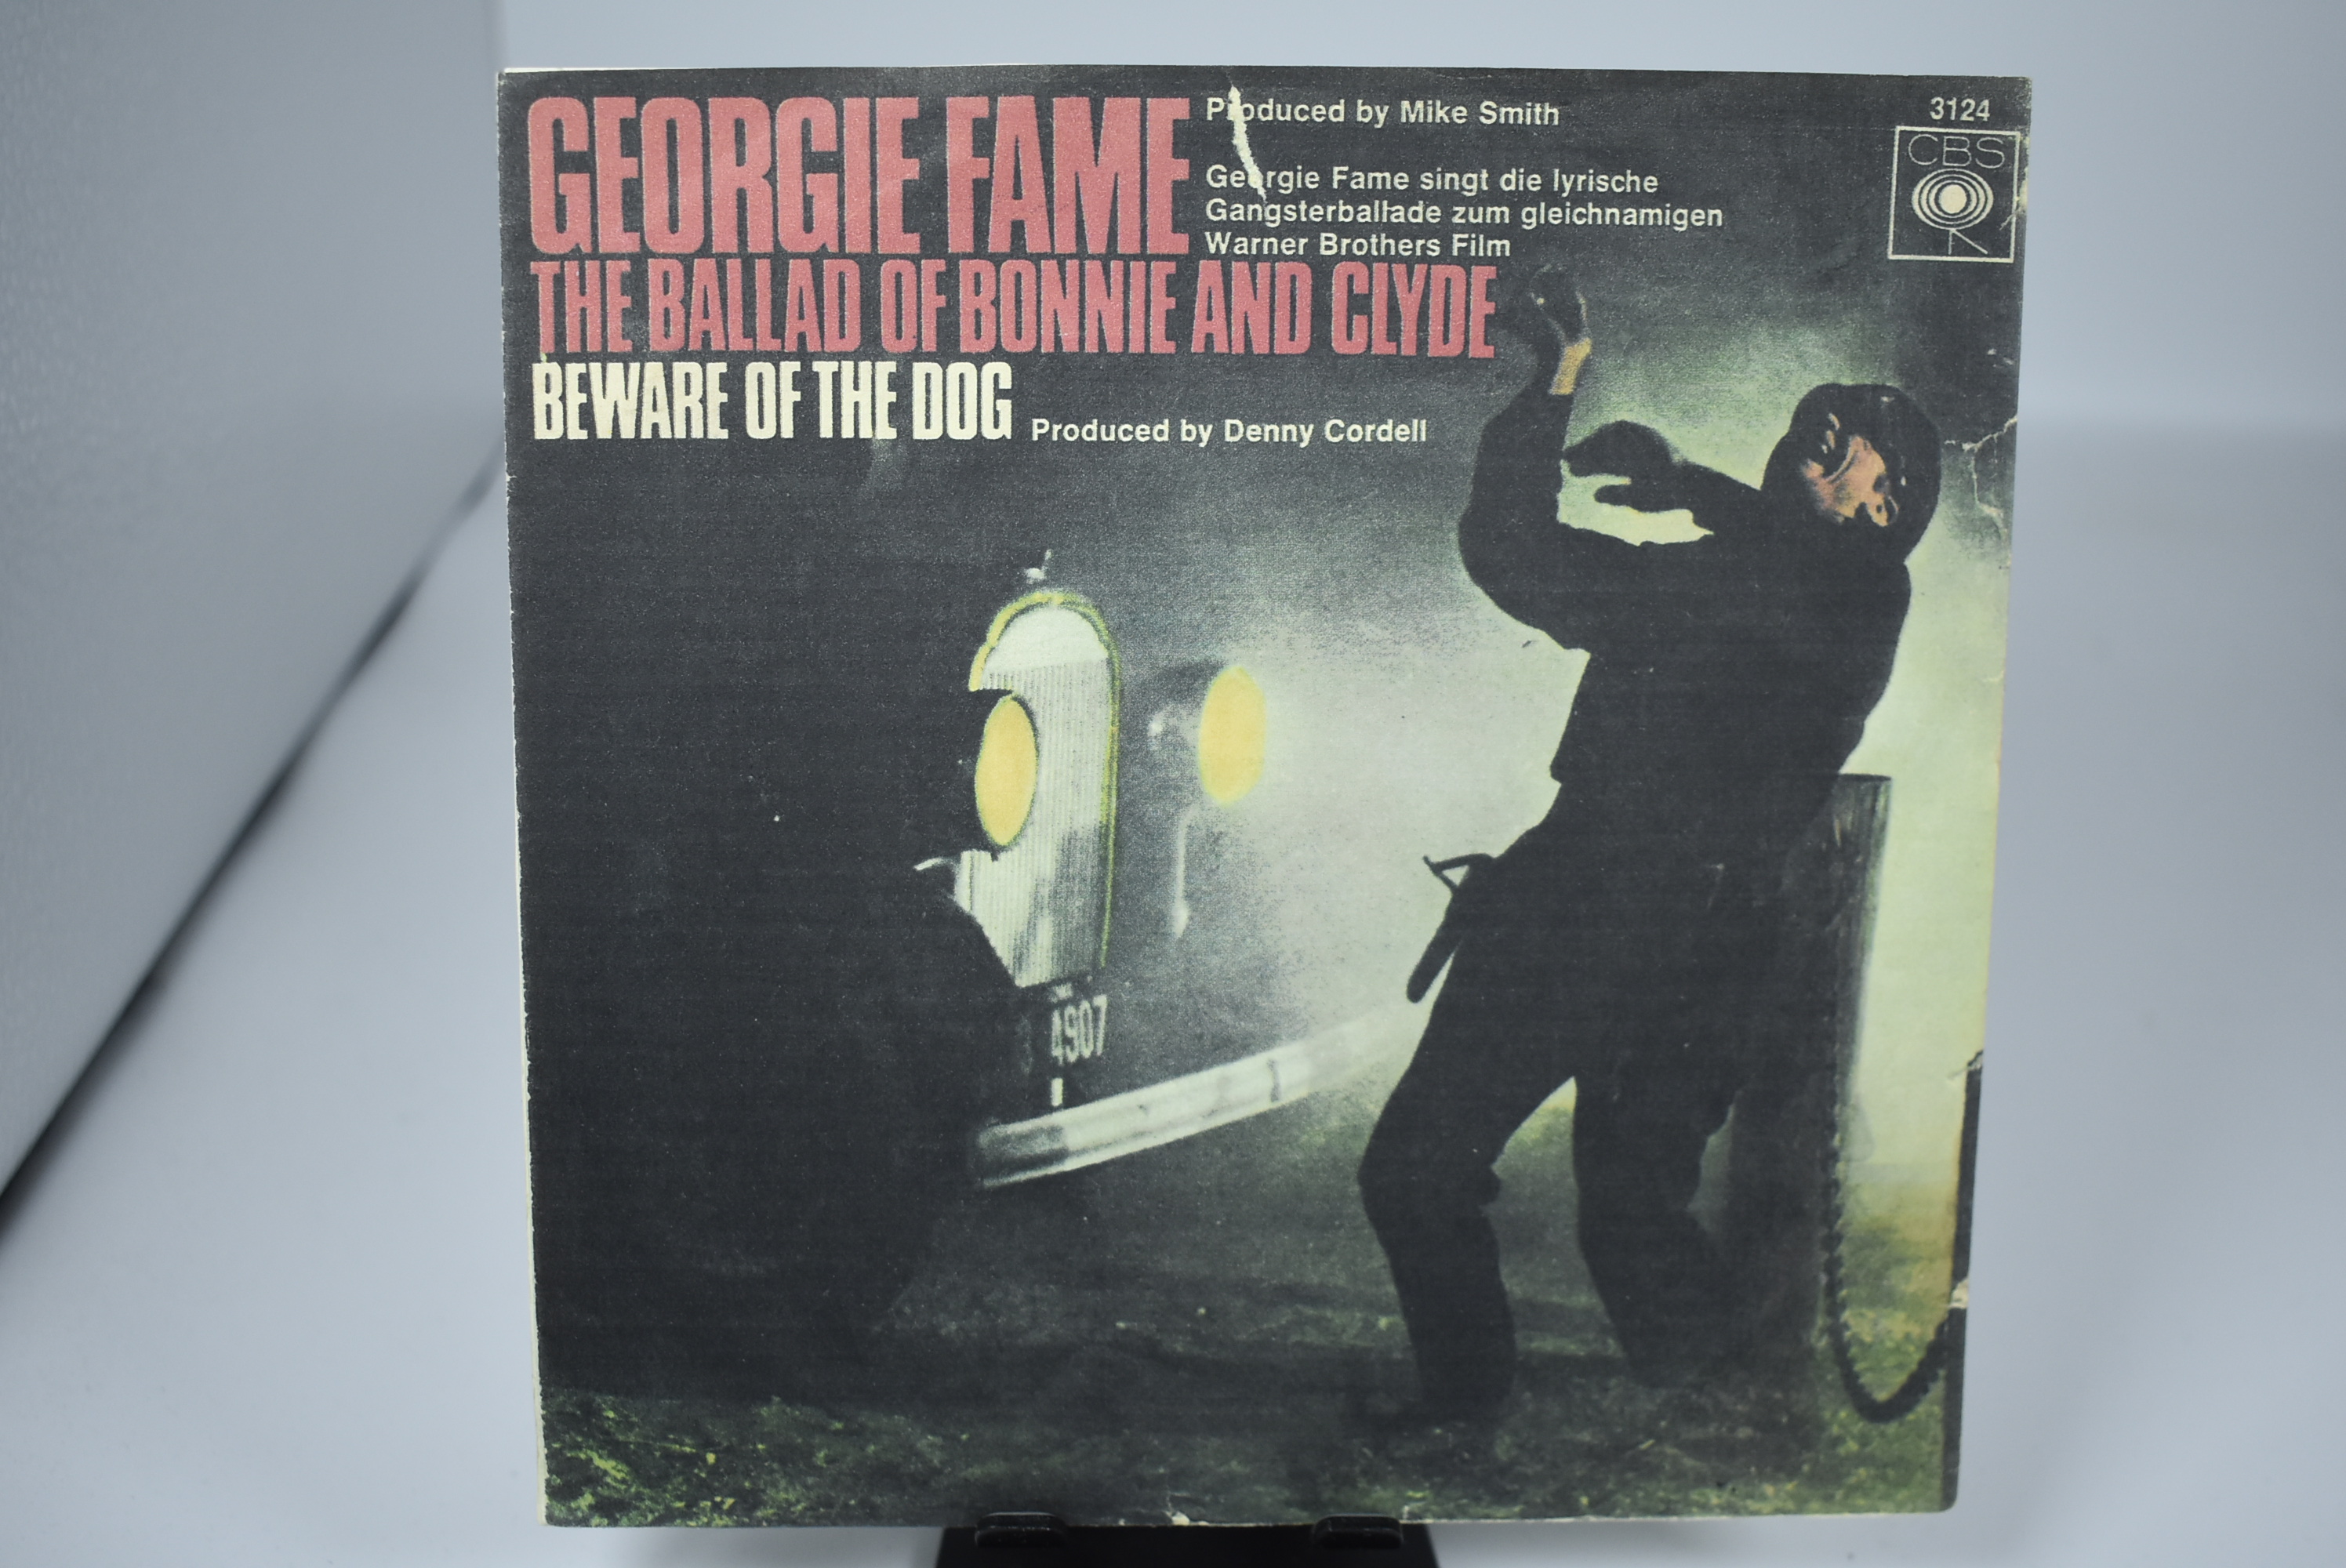 GEORGIE FAME
Produced by Mike Smith
Georgie Fame singt die lyrische
Gangsterballade zum gleichnamigen
Warner Brothers Film
3124
CBS
THE BALLAD OF BONNIE AND CLYDE
BEWARE OF THE DOG
Produced by Denny Cordell
4907